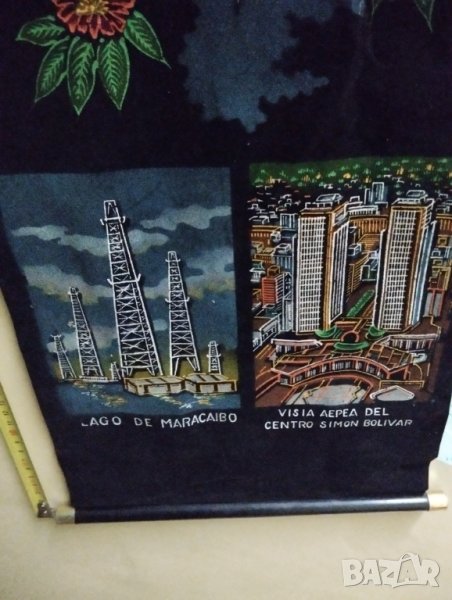 LAGO DE MARACAIBO
VISIA AEPEA DEL
CENTRO SIMON BOLIVAR
BAZAR